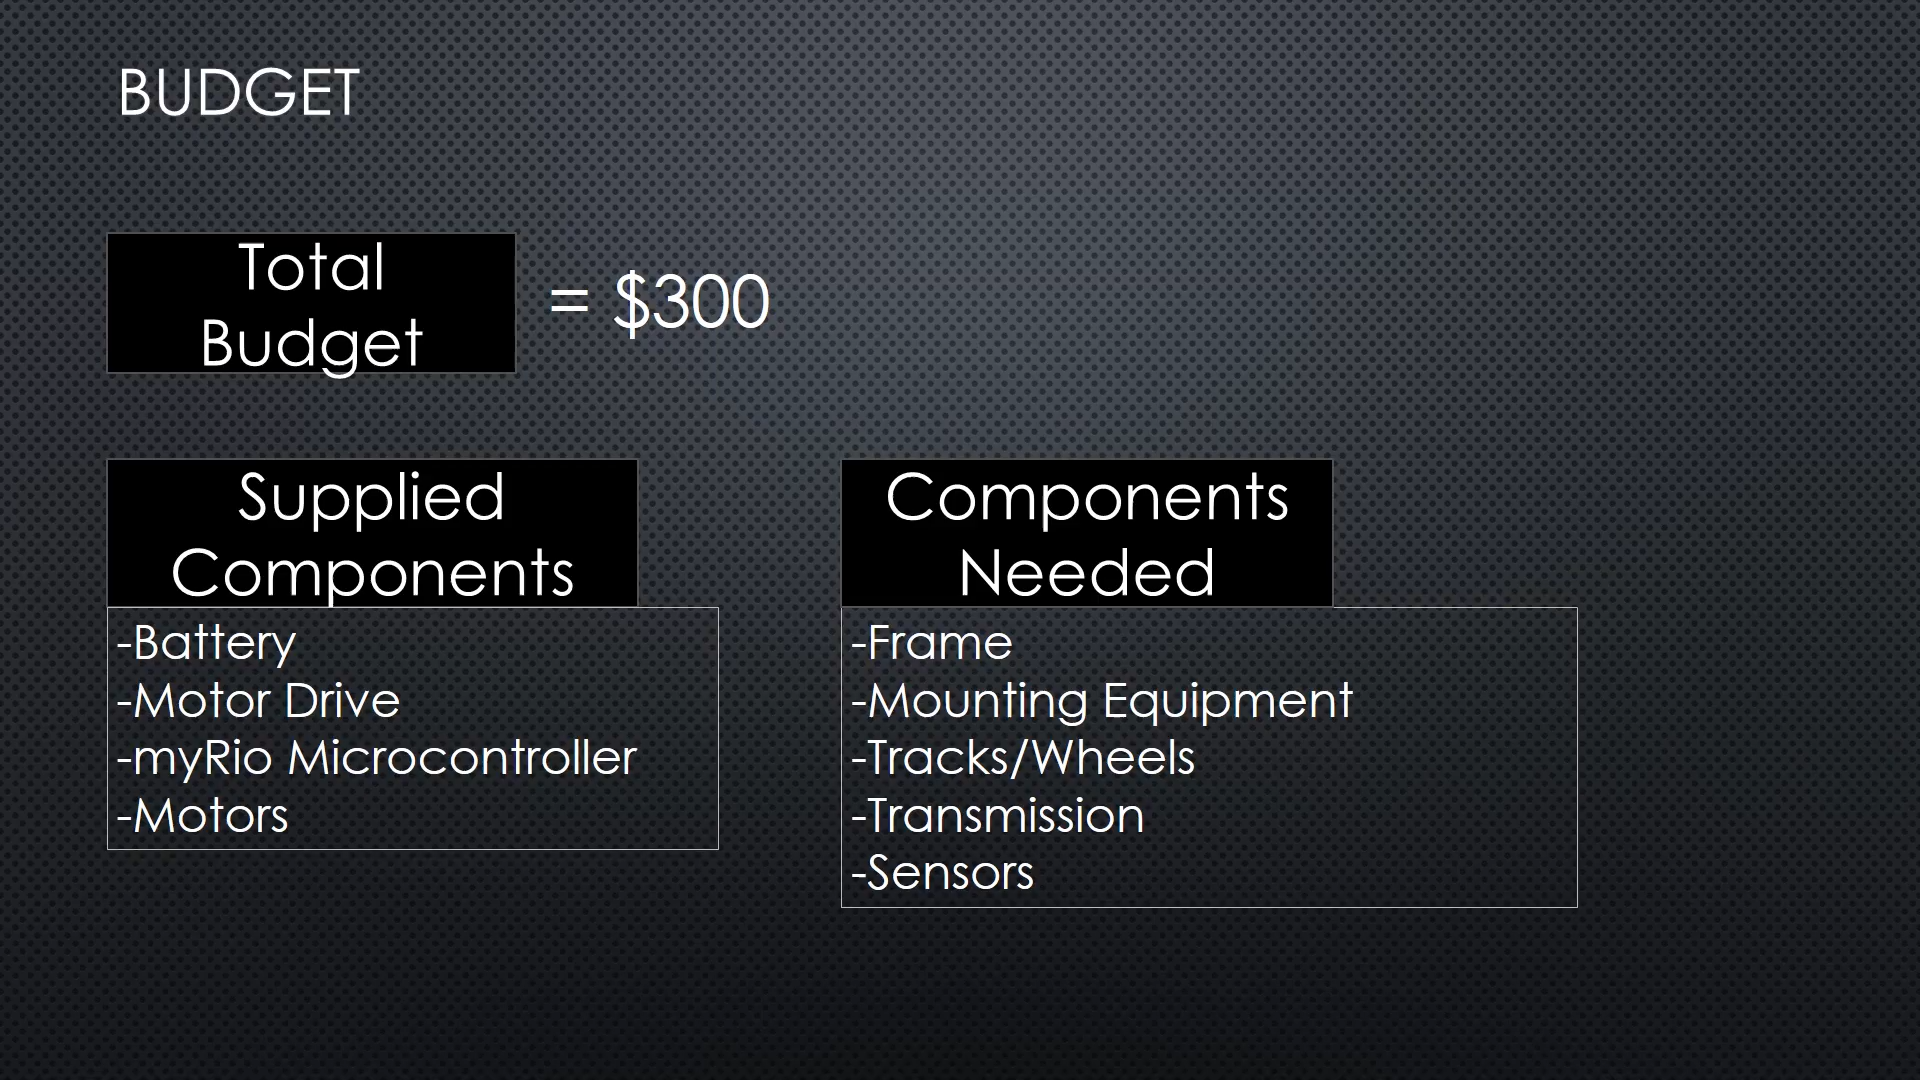 BUDGET
Total
Budget
= $300
Supplied
Components
-Battery
-Motor Drive
-myRio Microcontroller
-Motors
Components
Needed
-Frame
-Mounting Equipment
-Tracks/Wheels
-Transmission
-Sensors